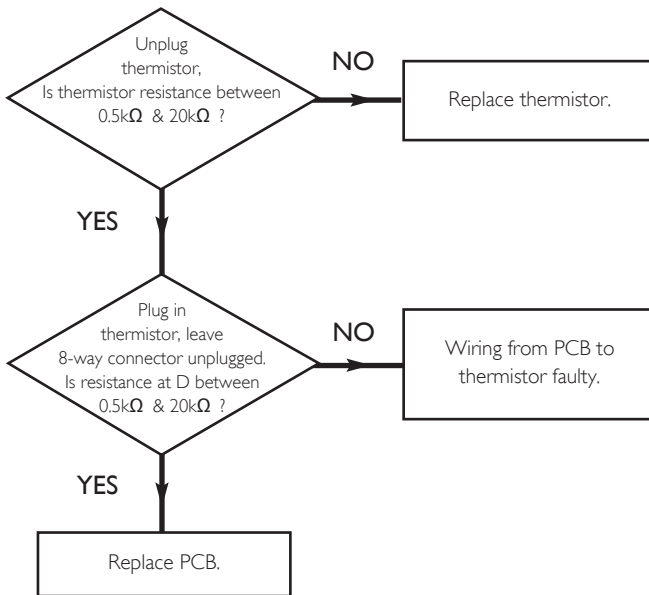 Unplug
thermistor,
Is thermistor resistance between
0.5kΩ & 20kΩ ?
NO
Replace thermistor.
YES
Plug in
thermistor, leave
8-way connector unplugged.
Is resistance at D between
0.5kΩ & 20kΩ ?
NO
Wiring from PCB to
thermistor faulty.
YES
Replace PCB.